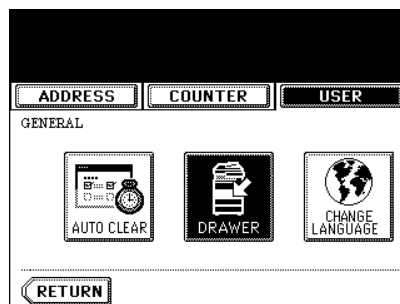 ADDRESS COUNTER USER
GENERAL
AUTO CLEAR DRAWER CHANGE LANGUAGE
RETURN